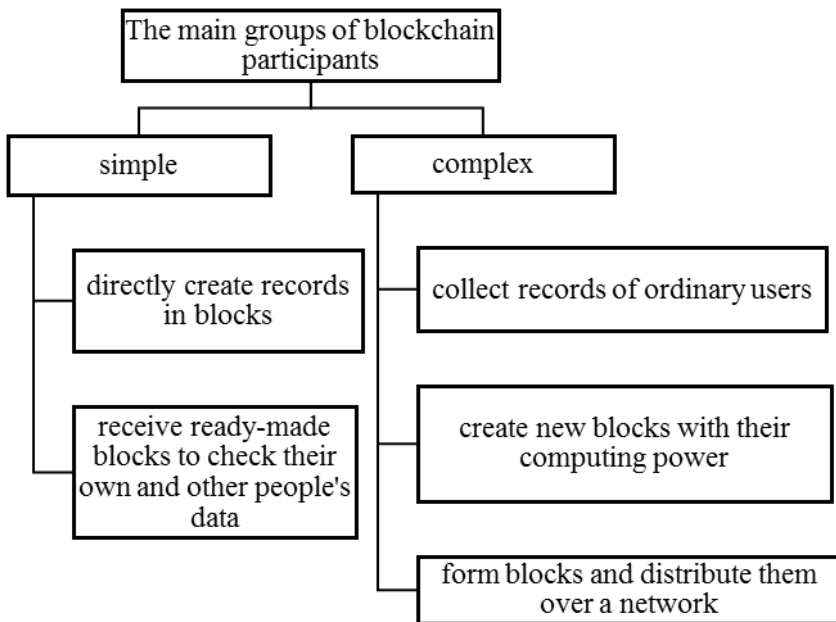 The main groups of blockchain
participants
simple
complex
directly create records
in blocks
receive ready-made
blocks to check their
own and other people's
data
collect records of ordinary users
create new blocks with their
computing power
form blocks and distribute them
over a network